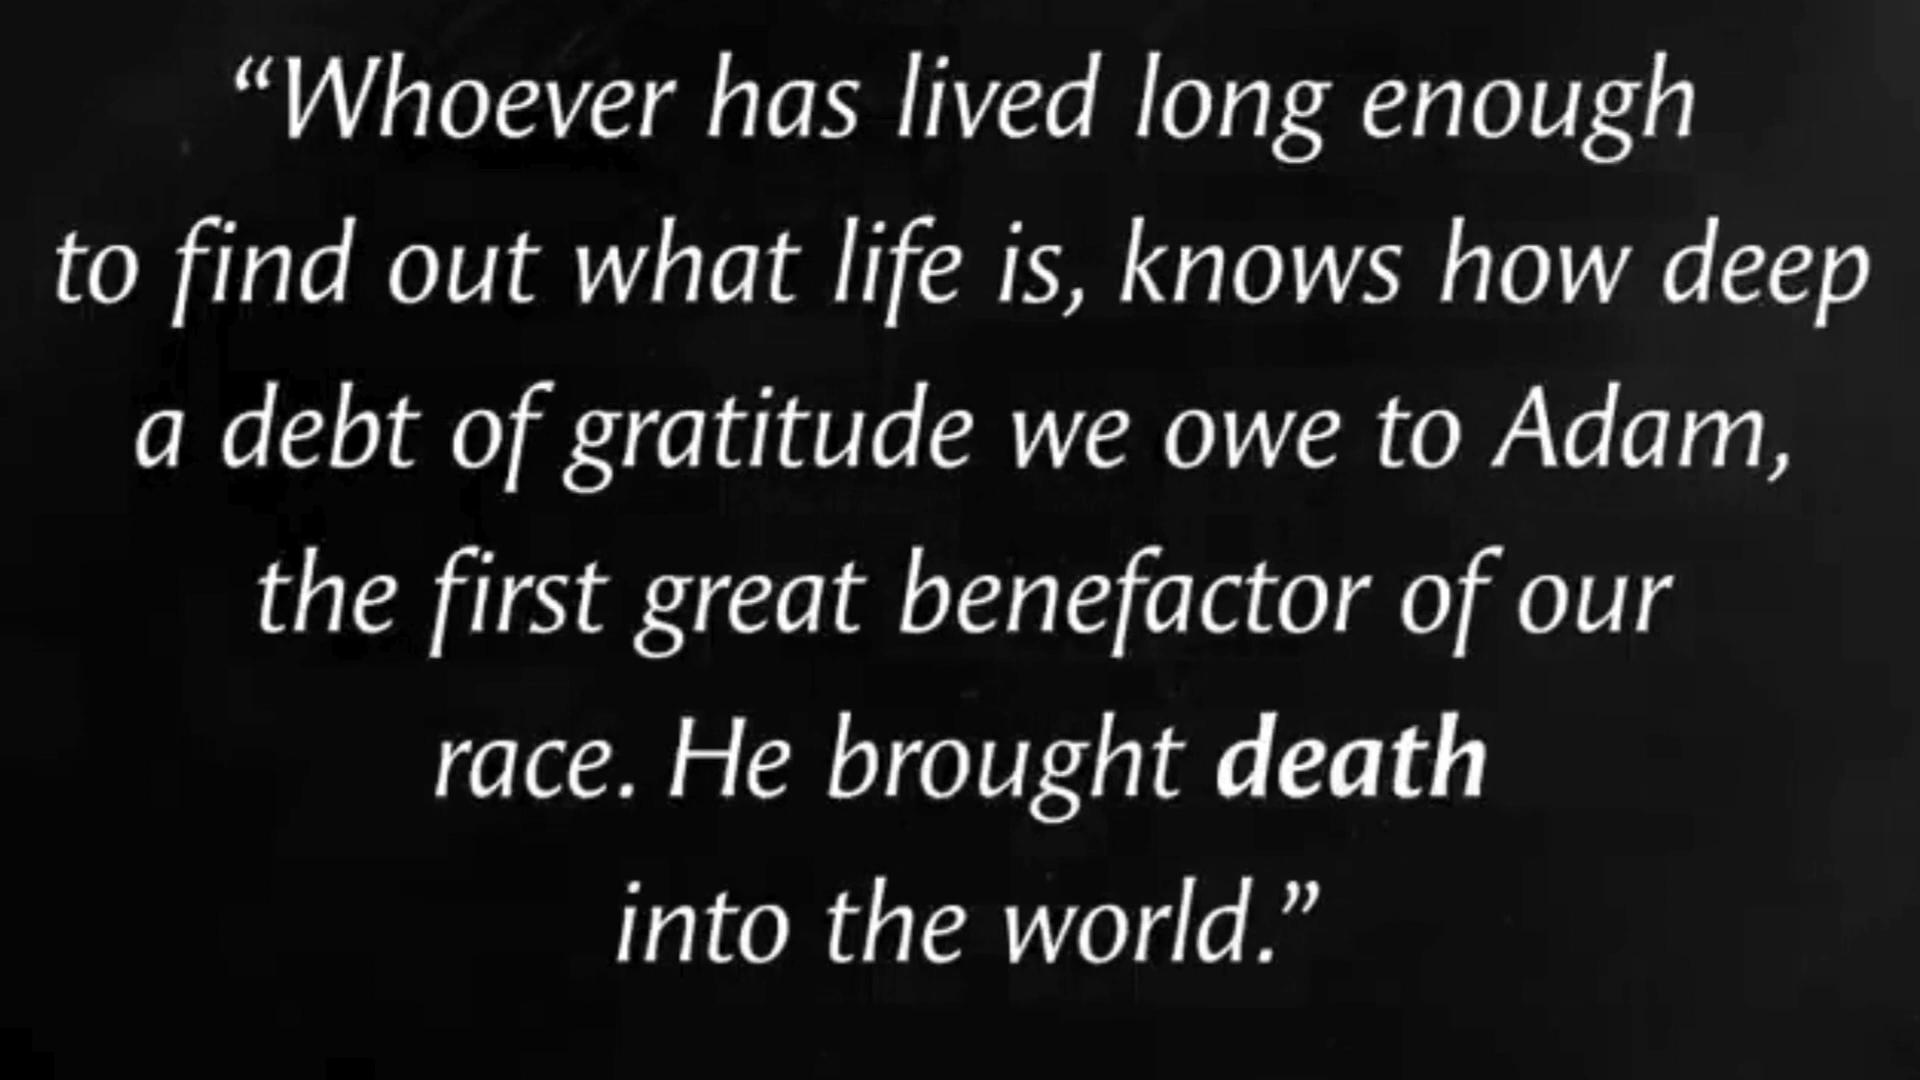 “Whoever has lived long enough
to find out what life is, knows how deep
a debt of gratitude we owe to Adam,
the first great benefactor of our
race. He brought death
into the world.”